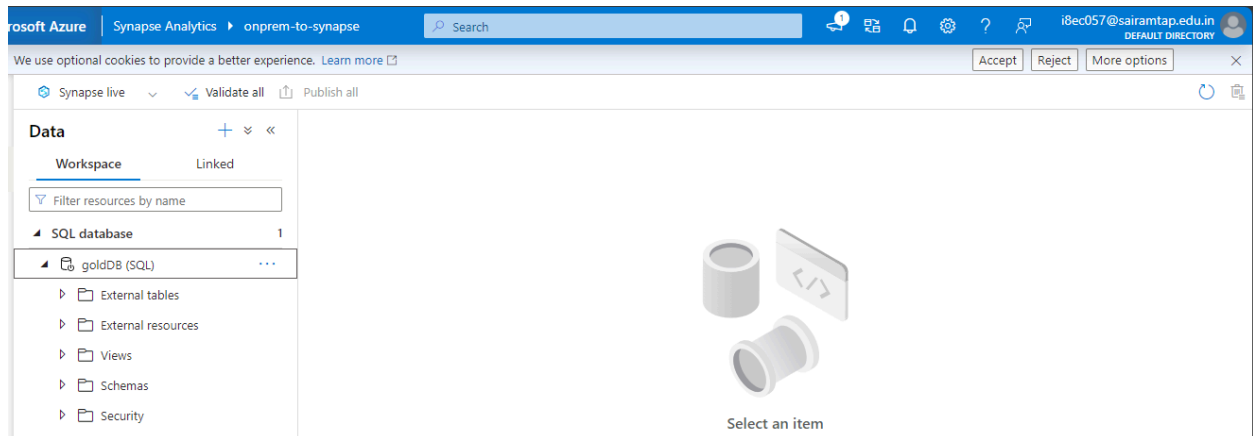 rosoft Azure Synapse Analytics onprem-to-synapse Search 1 i8ec057@sairamtap.edu.in
DEFAULT DIRECTORY
We use optional cookies to provide a better experience. Learn more Accept Reject More options
Synapse live Validate all Publish all
Data
Workspace Linked
Filter resources by name
SQL database 1
goldDB (SQL)
External tables
External resources
Views
Schemas
Security
Select an item